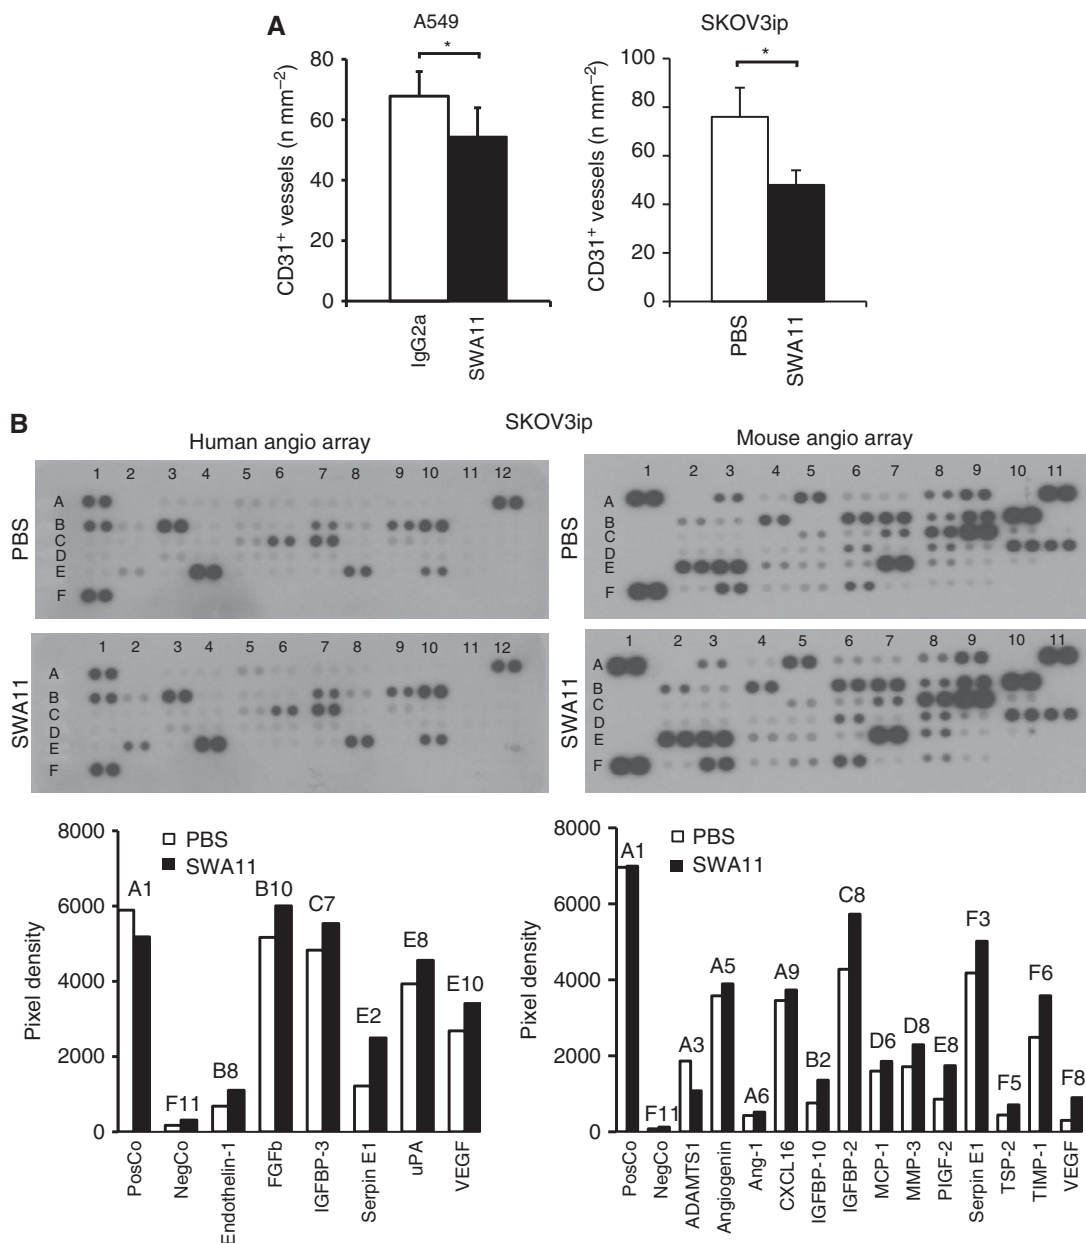 A
A549
SKOV3ip
*
*
CD31+ vessels (n mm−2)
80
60
40
20
0
IgG2a
SWA11
CD31+ vessels (n mm−2)
100
80
60
40
20
0
PBS
SWA11
B
SKOV3ip
Human angio array
Mouse angio array
PBS
1 2 3 4 5 6 7 8 9 10 11 12
A
B
C
D
E
F
PBS
1 2 3 4 5 6 7 8 9 10 11
A
B
C
D
E
F
SWA11
1 2 3 4 5 6 7 8 9 10 11 12
A
B
C
D
E
F
SWA11
1 2 3 4 5 6 7 8 9 10 11
A
B
C
D
E
F
Pixel density
8000
6000
4000
2000
0
PBS
SWA11
A1
F11
B8
B10
C7
E2
E8
E10
PosCo
NegCo
Endothelin-1
FGFb
IGFBP-3
Serpin E1
uPA
VEGF
Pixel density
8000
6000
4000
2000
0
PBS
SWA11
A1
F11
A3
A5
A6
A9
B2
C8
D6
D8
E8
F3
F5
F6
F8
PosCo
NegCo
ADAMTS1
Angiogenin
Ang-1
CXCL16
IGFBP-10
IGFBP-2
MCP-1
MMP-3
PIGF-2
Serpin E1
TSP-2
TIMP-1
VEGF